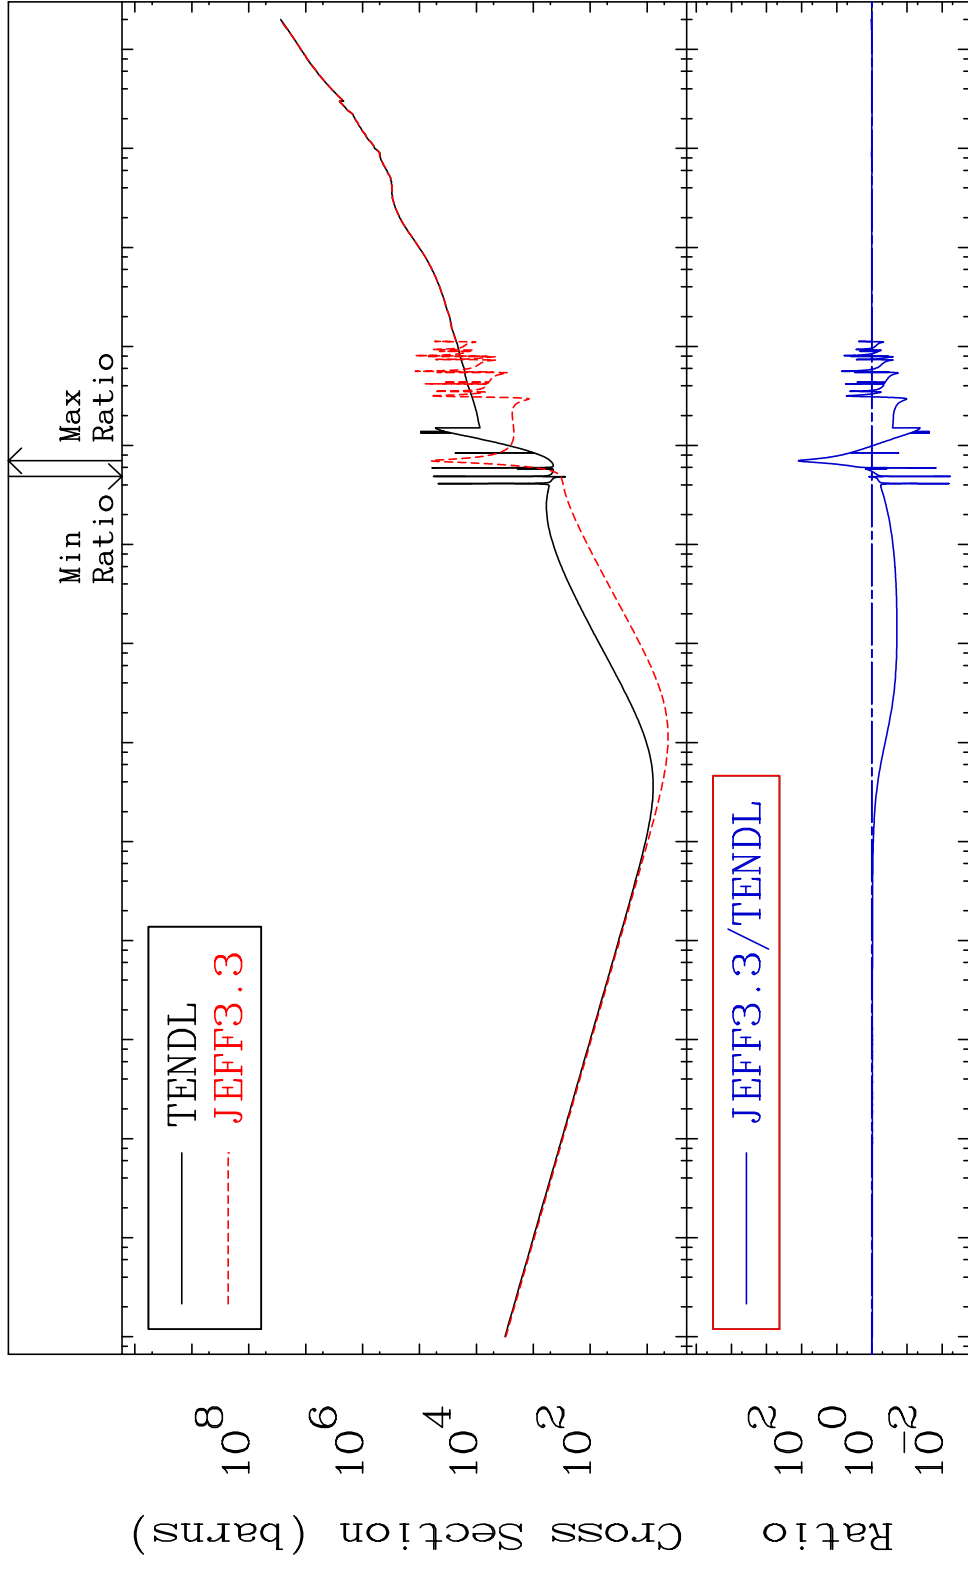 Min
Ratio
Max
Ratio
TENDL
JEFF3.3
JEFF3.3/TENDL
10 8
10 6
10 4
10 2
10 2
10 0
10 -2
Cross Section (barns)
Ratio